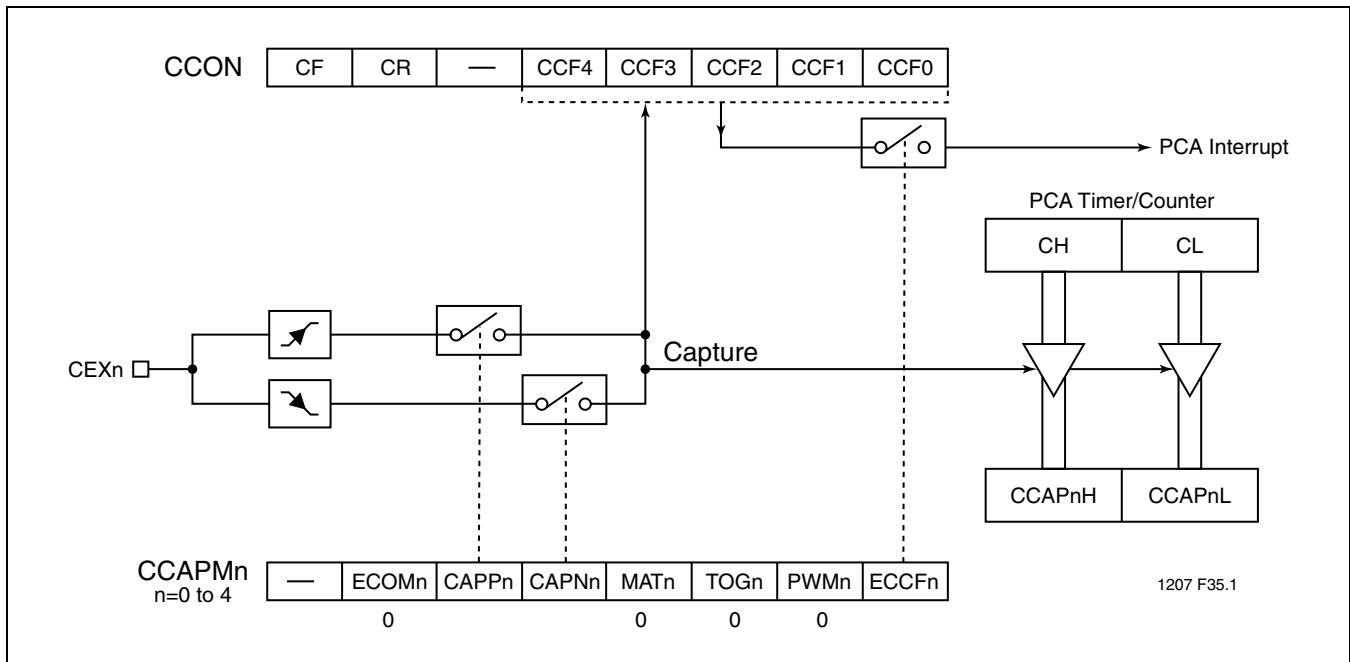 CCON CF CR — CCF4 CCF3 CCF2 CCF1 CCF0
PCA Interrupt
PCA Timer/Counter
CH CL
Capture
CEXn
CCAPnH CCAPnL
CCAPMn — ECOMn CAPPn CAPNn MATn TOGn PWMn ECCFn
n=0 to 4
0 0 0 0
1207 F35.1